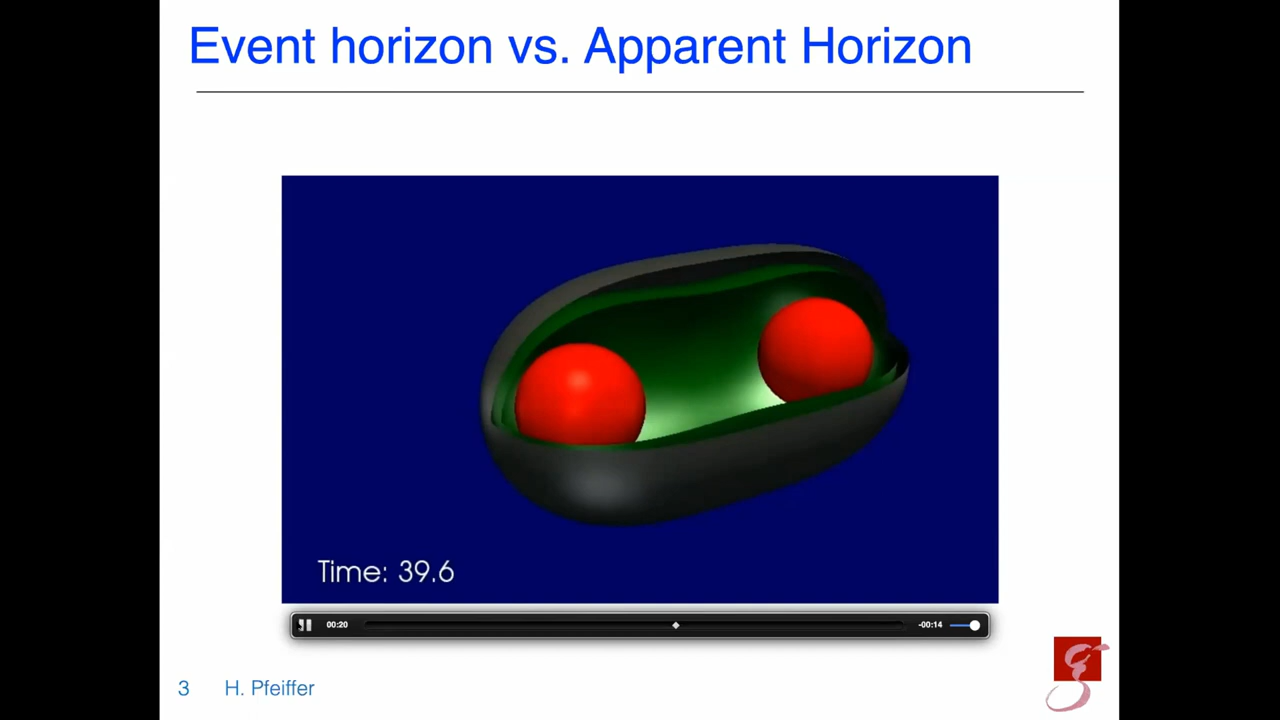 Event horizon vs. Apparent Horizon
Time: 39.6
00:20
-00:14
3 H. Pfeiffer